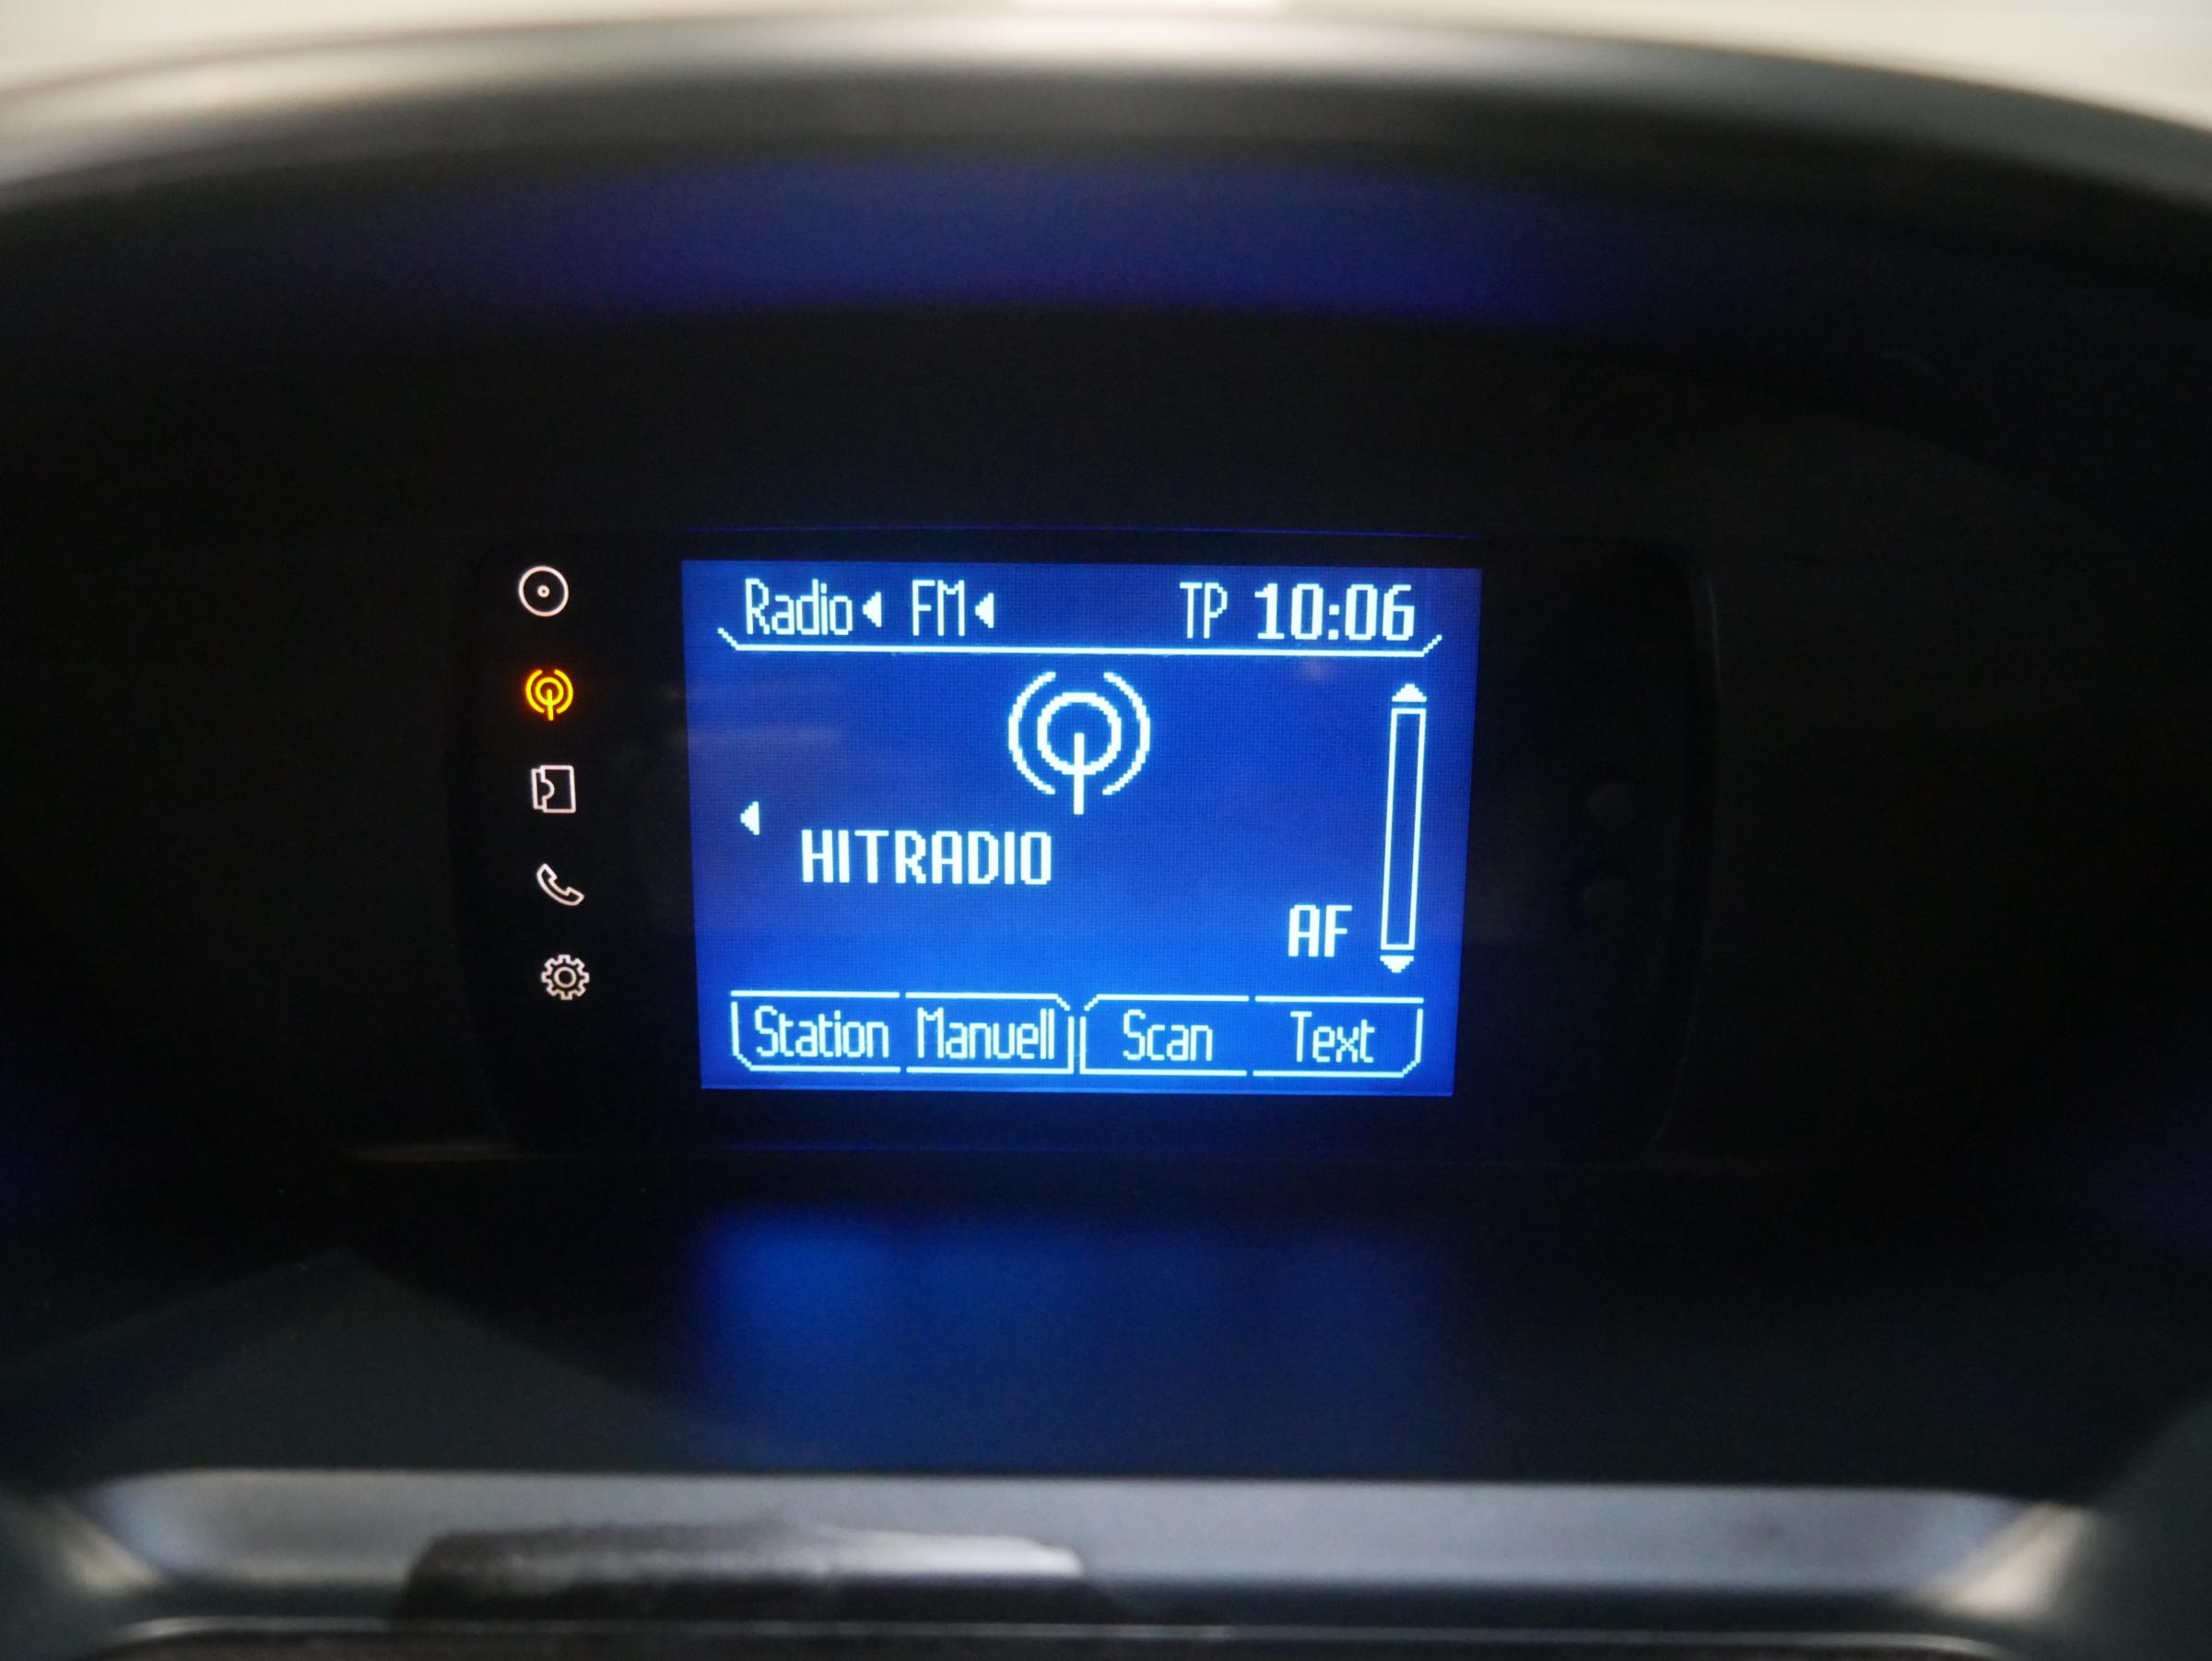 Radio FM TP 10:06
HITRADIO
AF
Station Manuell Scan Text